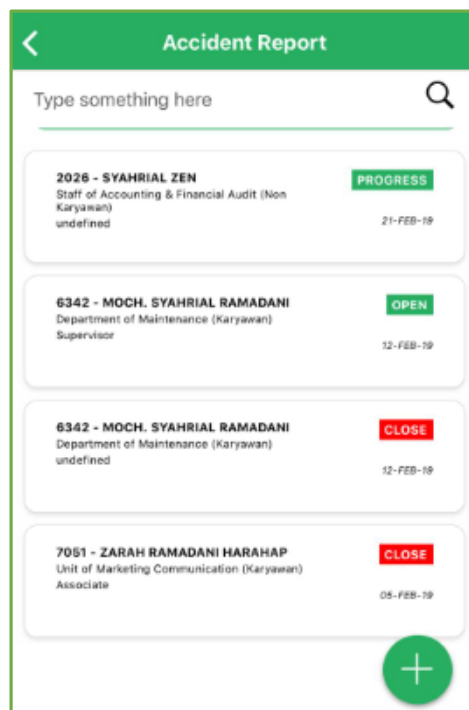 Accident Report
Type something here
2026 - SYAHRIAL ZEN
PROGRESS
Staff of Accounting & Financial Audit (Non
Karyawan)
undefined
21-FEB-19
6342 - MOCH. SYAHRIAL RAMADANI
OPEN
Department of Maintenance (Karyawan)
Supervisor
12-FEB-19
6342 - MOCH. SYAHRIAL RAMADANI
CLOSE
Department of Maintenance (Karyawan)
undefined
12-FEB-19
7051 - ZARAH RAMADANI HARAHAP
CLOSE
Unit of Marketing Communication (Karyawan)
Associate
05-FEB-19